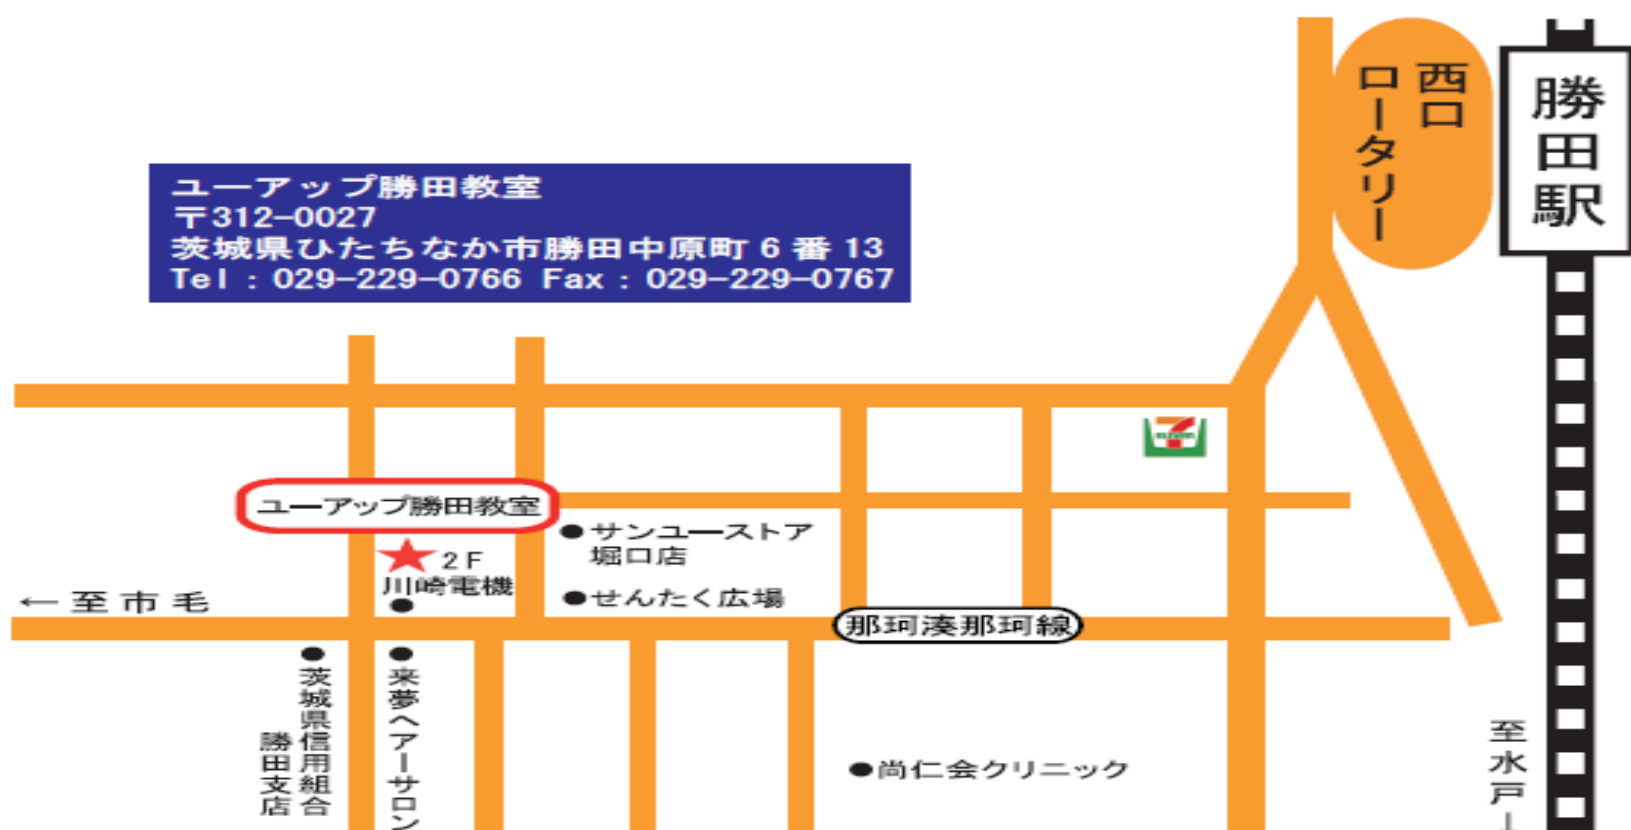 勝田駅
西口
ロータリー
ユーアップ勝田教室
〒312-0027
茨城県ひたちなか市勝田中原町6番13
Tel：029-229-0766 Fax：029-229-0767
ユーアップ勝田教室
2F
川崎電機
サンユーストア
堀口店
せんたく広場
←至市毛
那珂湊那珂線
茨城県信用組合
勝田支店
来夢ヘアーサロン
尚仁会クリニック
至水戸